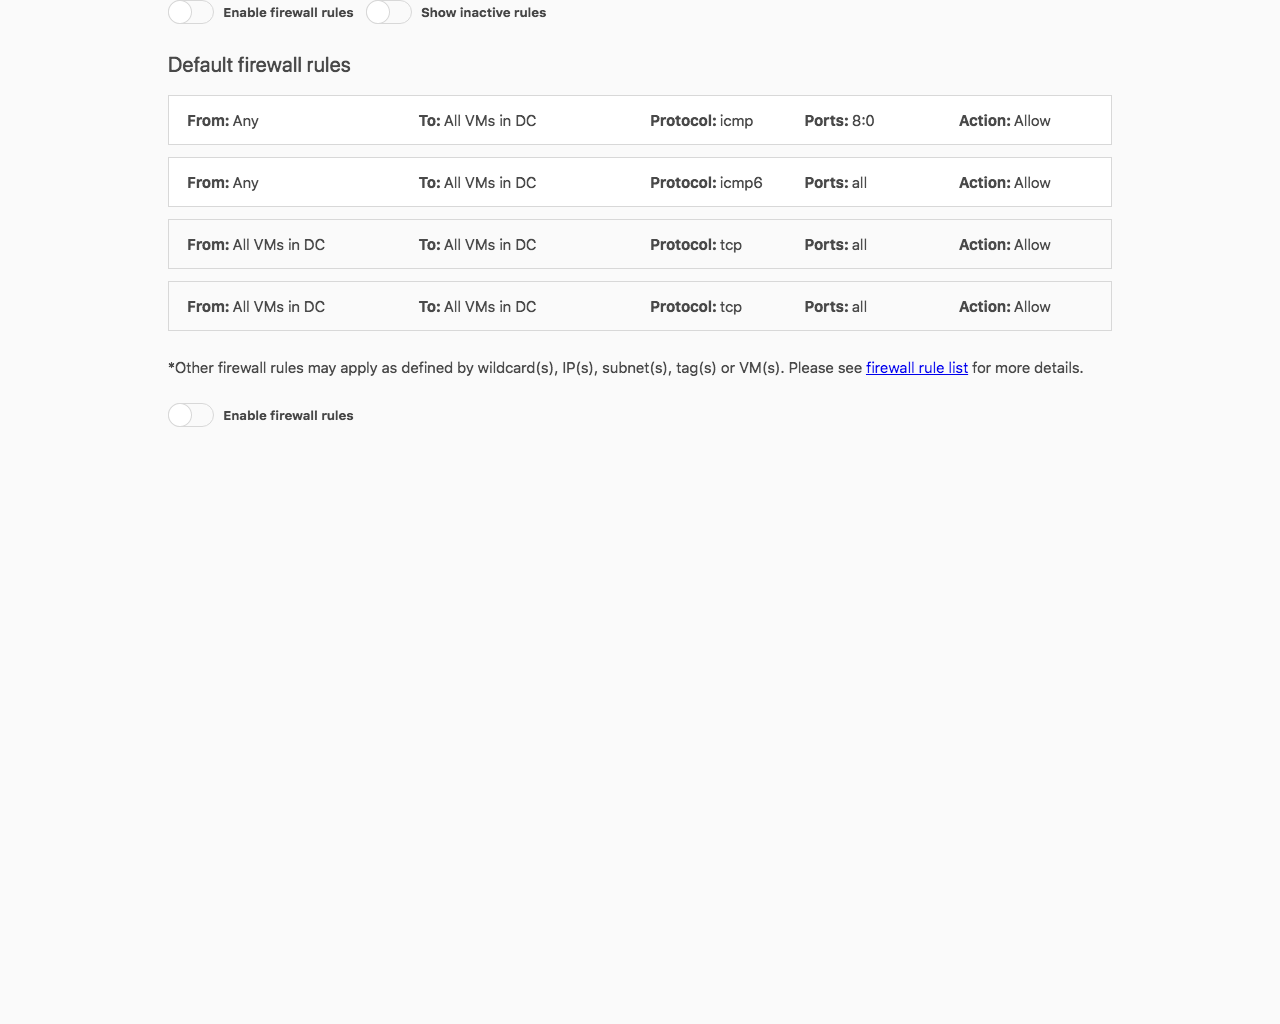 Enable firewall rules Show inactive rules
Default firewall rules
From: Any To: All VMs in DC Protocol: icmp Ports: 8:0 Action: Allow
From: Any To: All VMs in DC Protocol: icmp6 Ports: all Action: Allow
From: All VMs in DC To: All VMs in DC Protocol: tcp Ports: all Action: Allow
From: All VMs in DC To: All VMs in DC Protocol: tcp Ports: all Action: Allow
*Other firewall rules may apply as defined by wildcard(s), IP(s), subnet(s), tag(s) or VM(s). Please see firewall rule list for more details.
Enable firewall rules